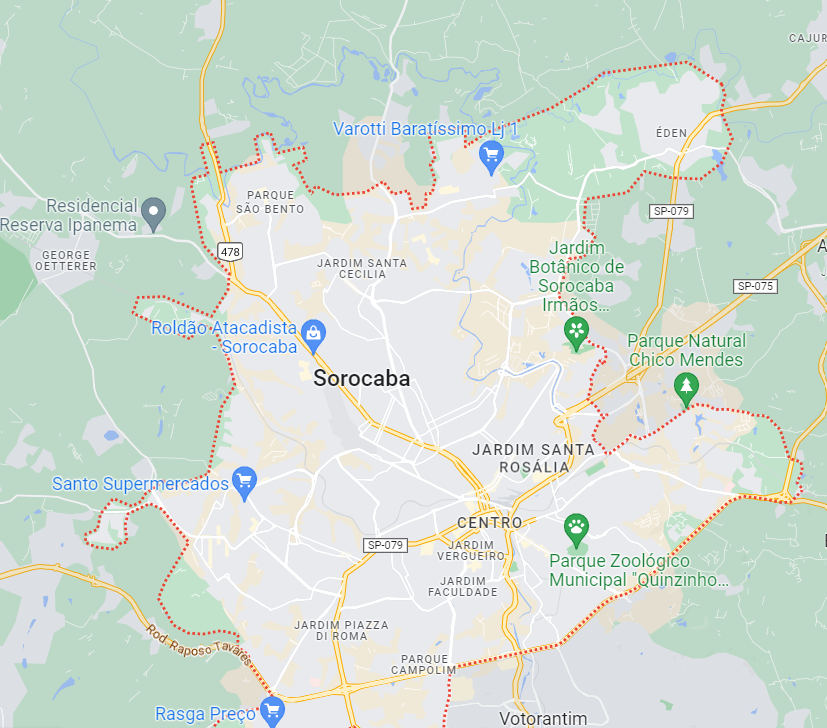 CAJUR
Varotti Baratíssimo Lj 1
ÉDEN
PARQUE
SÃO BENTO
Residencial
Reserva Ipanema
SP-079
GEORGE
OETTERER
478
Jardim
Botânico de
Sorocaba
Irmãos...
JARDIM SANTA
CECILIA
SP-075
Roldão Atacadista
- Sorocaba
Parque Natural
Chico Mendes
Sorocaba
JARDIM SANTA
ROSÁLIA
Santo Supermercados
CENTRO
SP-079
JARDIM
VERGUEIRO
Parque Zoológico
Municipal "Quinzinho...
JARDIM
FACULDADE
JARDIM PIAZZA
DI ROMA
Rod. Raposo Tavares
PARQUE
CAMPOLIM
Rasga Preço
Votorantim